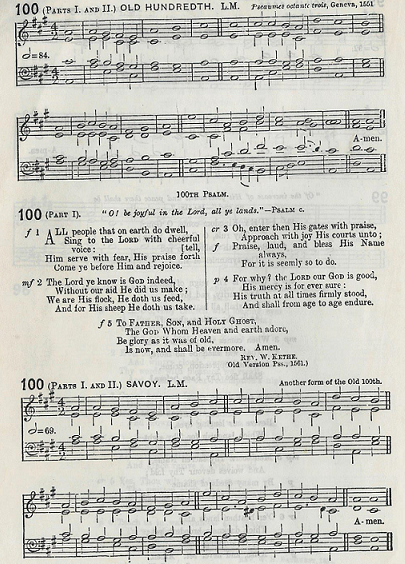 100 (PARTS I. AND II.) OLD HUNDREDTH. L.M. Pseaumes octante trois, Geneva, 1551
=84.
A-men.
100TH PSALM.
100 (PART I). "O! be joyful in the Lord, all ye lands."—PSALM c.
f 1 ALL people that on earth do dwell,
Sing to the LORD with cheerful
voice: [tell,
Him serve with fear, His praise forth
Come ye before Him and rejoice.
mf 2 The Lord ye know is GOD indeed,
Without our aid He did us make;
We are His flock, He doth us feed,
And for His sheep He doth us take.
cr 3 Oh, enter then His gates with praise,
Approach with joy His courts unto;
f Praise, laud, and bless His Name
always,
For it is seemly so to do.
p 4 For why? the LORD our GOD is good,
His mercy is for ever sure:
His truth at all times firmly stood,
And shall from age to age endure.
f 5 TO FATHER, SON, AND HOLY GHOST,
The GOD Whom Heaven and earth adore,
Be glory as it was of old,
Is now, and shall be evermore. Amen.
REV. W. KETHE.
Old Version Pss., 1561.)
100 (PARTS I. AND II.) SAVOY. L.M. Another form of the Old 100th.
=69.
A-men.